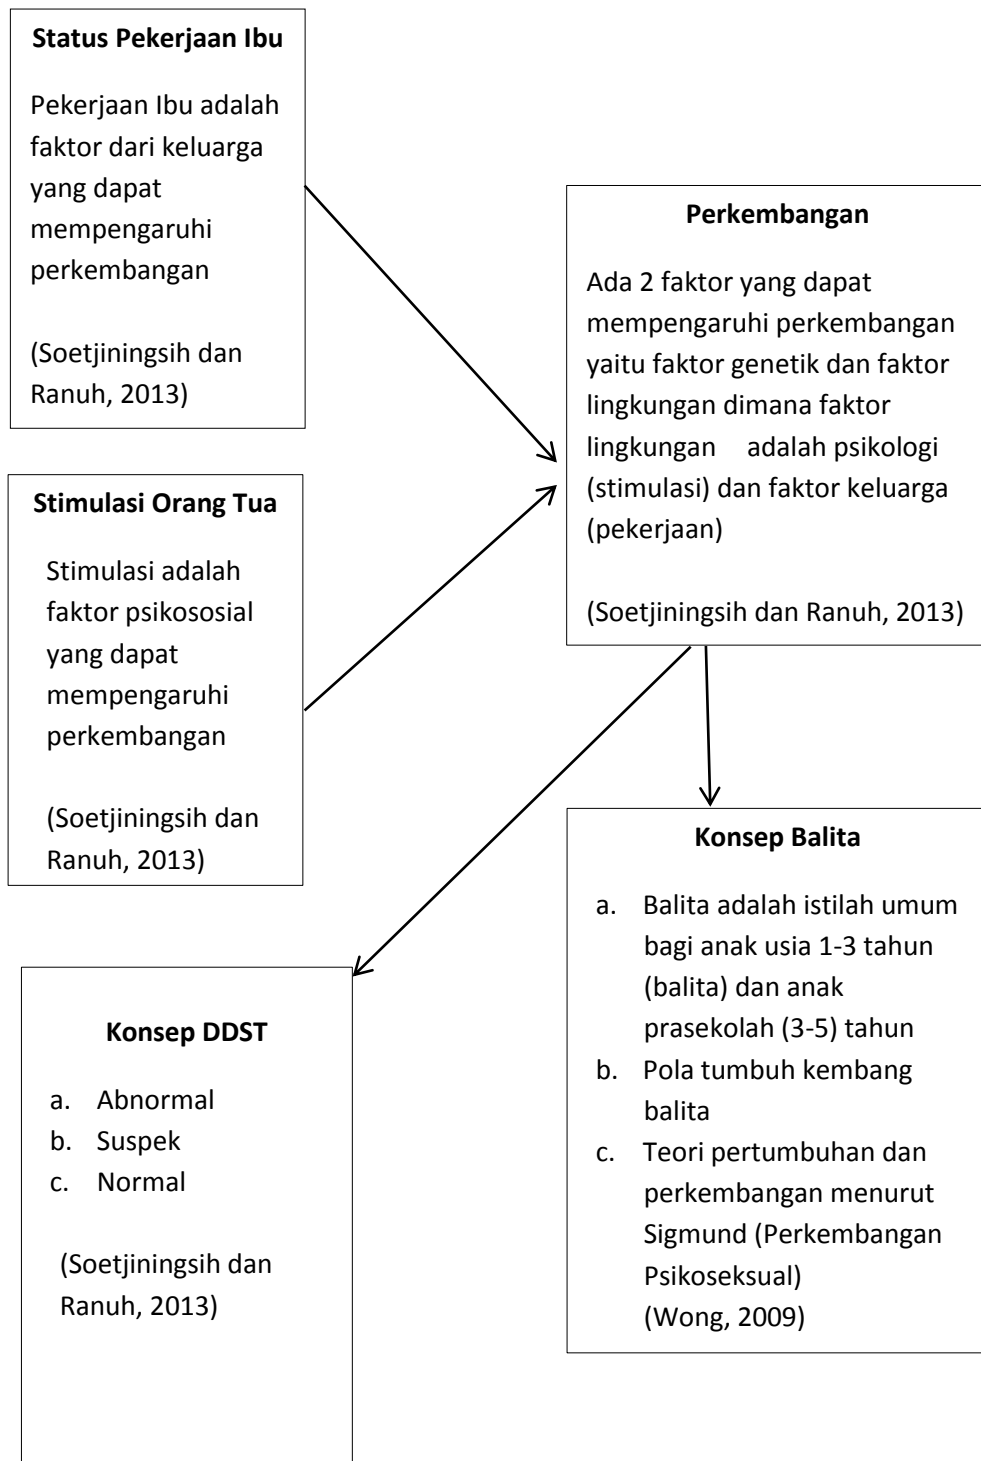 Status Pekerjaan Ibu
Pekerjaan Ibu adalah
faktor dari keluarga
yang dapat
mempengaruhi
perkembangan
(Soetjiningsih dan
Ranuh, 2013)
Stimulasi Orang Tua
Stimulasi adalah
faktor psikososial
yang dapat
mempengaruhi
perkembangan
(Soetjiningsih dan
Ranuh, 2013)
Perkembangan
Ada 2 faktor yang dapat
mempengaruhi perkembangan
yaitu faktor genetik dan faktor
lingkungan dimana faktor
lingkungan adalah psikologi
(stimulasi) dan faktor keluarga
(pekerjaan)
(Soetjiningsih dan Ranuh, 2013)
Konsep DDST
a. Abnormal
b. Suspek
c. Normal
(Soetjiningsih dan
Ranuh, 2013)
Konsep Balita
a. Balita adalah istilah umum
bagi anak usia 1-3 tahun
(balita) dan anak
prasekolah (3-5) tahun
b. Pola tumbuh kembang
balita
c. Teori pertumbuhan dan
perkembangan menurut
Sigmund (Perkembangan
Psikoseksual)
(Wong, 2009)